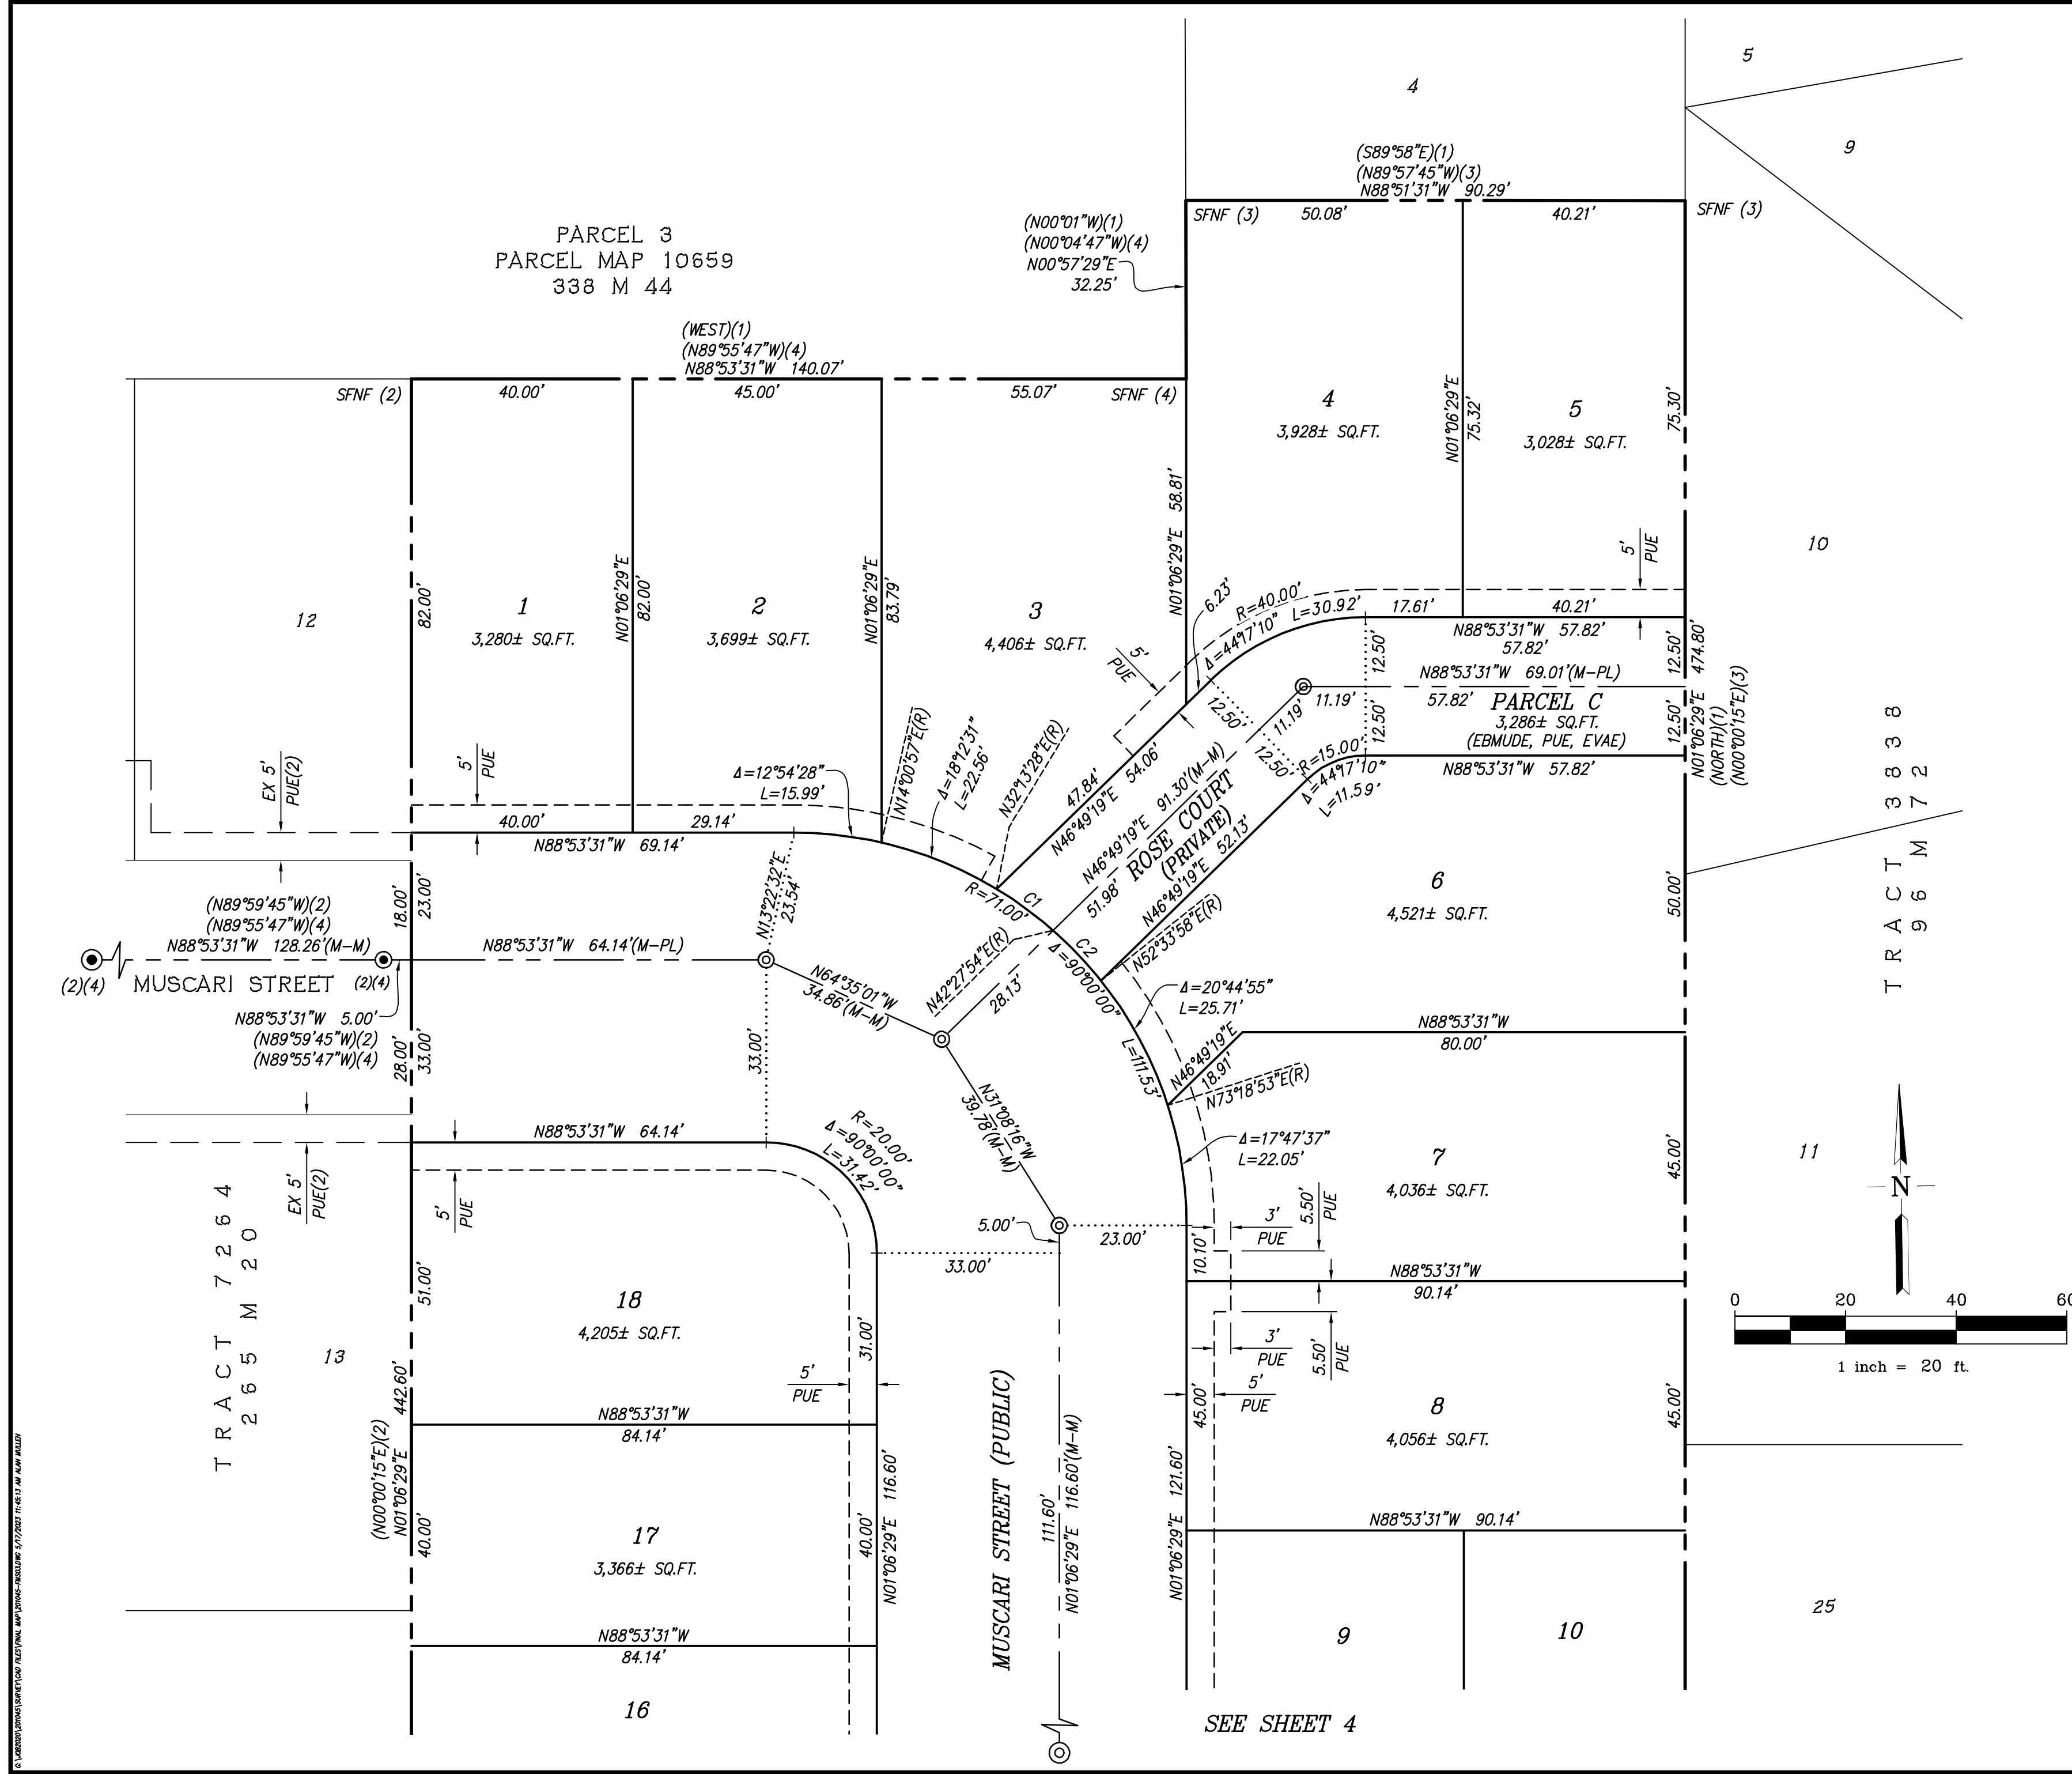 5
4
9
(S89°58"E)(1)
(N89°57'45"W)(3)
N88°51'31"W 90.29'
SFNF (3)
50.08'
40.21'
SFNF (3)
(N00°01"W)(1)
(N00°04'47"W)(4)
N00°57'29"E
32.25'
PARCEL 3
PARCEL MAP 10659
338 M 44
(WEST)(1)
(N89°55'47"W)(4)
N88°53'31"W 140.07'
SFNF (2)
40.00'
45.00'
55.07'
SFNF (4)
4
3,928± SQ.FT.
N01°06'29"E
75.32'
5
3,028± SQ.FT.
75.30'
N01°06'29"E 58.81'
10
5'
PUE
12
82.00'
1
3,280± SQ.FT.
N01°06'29"E
82.00'
2
3,699± SQ.FT.
N01°06'29"E
83.79'
3
4,406± SQ.FT.
6.23'
R=40.00'
L=30.92'
Δ=44°17'10"
17.61'
40.21'
N88°53'31"W 57.82'
57.82'
5'
PUE
12.50'
12.50'
474.80'
N88°53'31"W 69.01'(M-PL)
11.19'
57.82'
PARCEL C
3,286± SQ.FT.
(EBMUDE, PUE, EVAE)
12.50'
12.50'
N01°06'29"E
(NORTH)(1)
(N00°00'15"E)(3)
N88°53'31"W 57.82'
12.50'
11.19'
12.50'
R=15.00'
Δ=44°17'10"
L=11.59'
TRACT 3838
96 M 72
EX 5'
PUE(2)
5'
PUE
Δ=12°54'28"
L=15.99'
N14°00'57"E(R)
Δ=18°12'31"
L=22.56'
N32°13'28"E(R)
47.84'
54.06'
N46°49'19"E
91.30'(M-M)
N46°49'19"E
ROSE COURT
(PRIVATE)
51.98'
52.13'
N46°49'19"E
N52°33'58"E(R)
40.00'
29.14'
N88°53'31"W 69.14'
R=71.00'
C1
C2
Δ=90°00'00"
L=111.53'
6
4,521± SQ.FT.
50.00'
18.00'
23.00'
N13°22'32"E
23.54'
(N89°59'45"W)(2)
(N89°55'47"W)(4)
N88°53'31"W 128.26'(M-M)
N88°53'31"W 64.14'(M-PL)
(2)(4)
MUSCARI STREET
(2)(4)
N88°53'31"W 5.00'
(N89°59'45"W)(2)
(N89°55'47"W)(4)
28.00'
33.00'
N64°35'01"W
34.86'(M-M)
N42°27'54"E(R)
28.13'
33.00'
Δ=20°44'55"
L=25.71'
N46°49'19"E
18.91'
N73°18'53"E(R)
N88°53'31"W
80.00'
N31°08'16"W
39.78'(M-M)
N88°53'31"W 64.14'
R=20.00'
Δ=90°00'00"
L=31.42'
Δ=17°47'37"
L=22.05'
7
4,036± SQ.FT.
45.00'
11
N
EX 5'
PUE(2)
5'
PUE
5.00'
23.00'
33.00'
10.10'
3'
PUE
5.50'
PUE
N88°53'31"W
90.14'
TRACT 7264
265 M 20
13
51.00'
18
4,205± SQ.FT.
31.00'
5'
PUE
3'
PUE
5.50'
PUE
5'
PUE
0 20 40 60
1 inch = 20 ft.
442.60'
(N00°00'15"E)(2)
N01°06'29"E
N88°53'31"W
84.14'
45.00'
8
4,056± SQ.FT.
45.00'
MUSCARI STREET (PUBLIC)
111.60'
N01°06'29"E 116.60'(M-M)
N01°06'29"E 121.60'
40.00'
17
3,366± SQ.FT.
40.00'
N01°06'29"E 116.60'
N88°53'31"W 90.14'
N88°53'31"W
84.14'
16
9
10
25
SEE SHEET 4